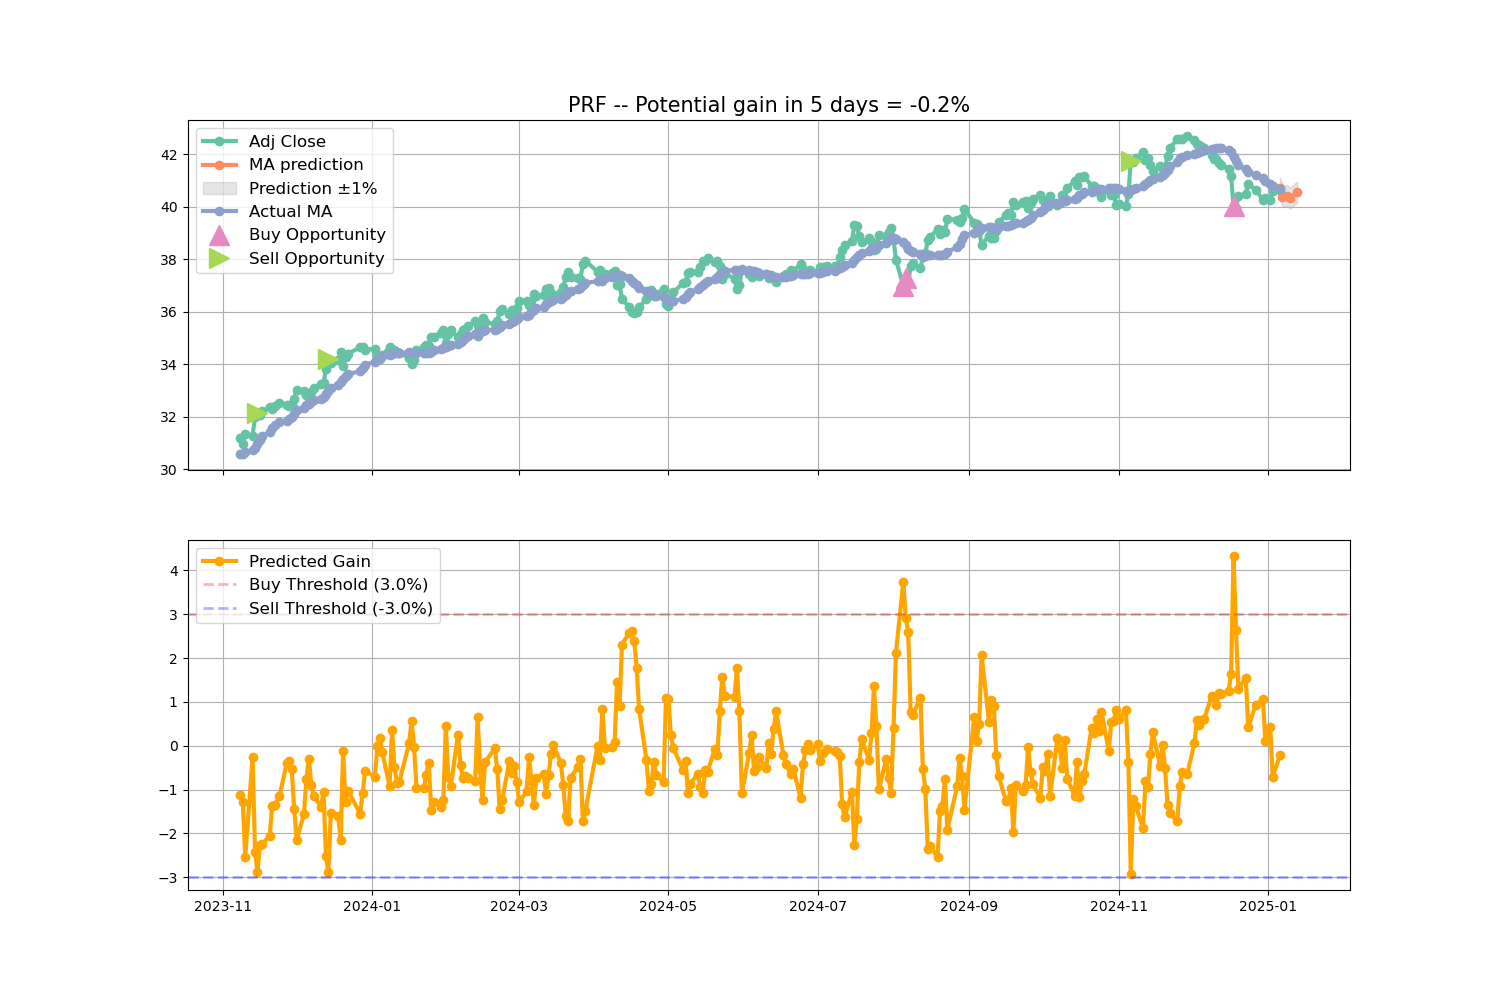 PRF -- Potential gain in 5 days = -0.2%
Adj Close
MA prediction
Prediction ±1%
Actual MA
Buy Opportunity
Sell Opportunity
42
40
38
36
34
32
30
Predicted Gain
Buy Threshold (3.0%)
Sell Threshold (-3.0%)
4
3
2
1
0
−1
−2
−3
2023-11 2024-01 2024-03 2024-05 2024-07 2024-09 2024-11 2025-01